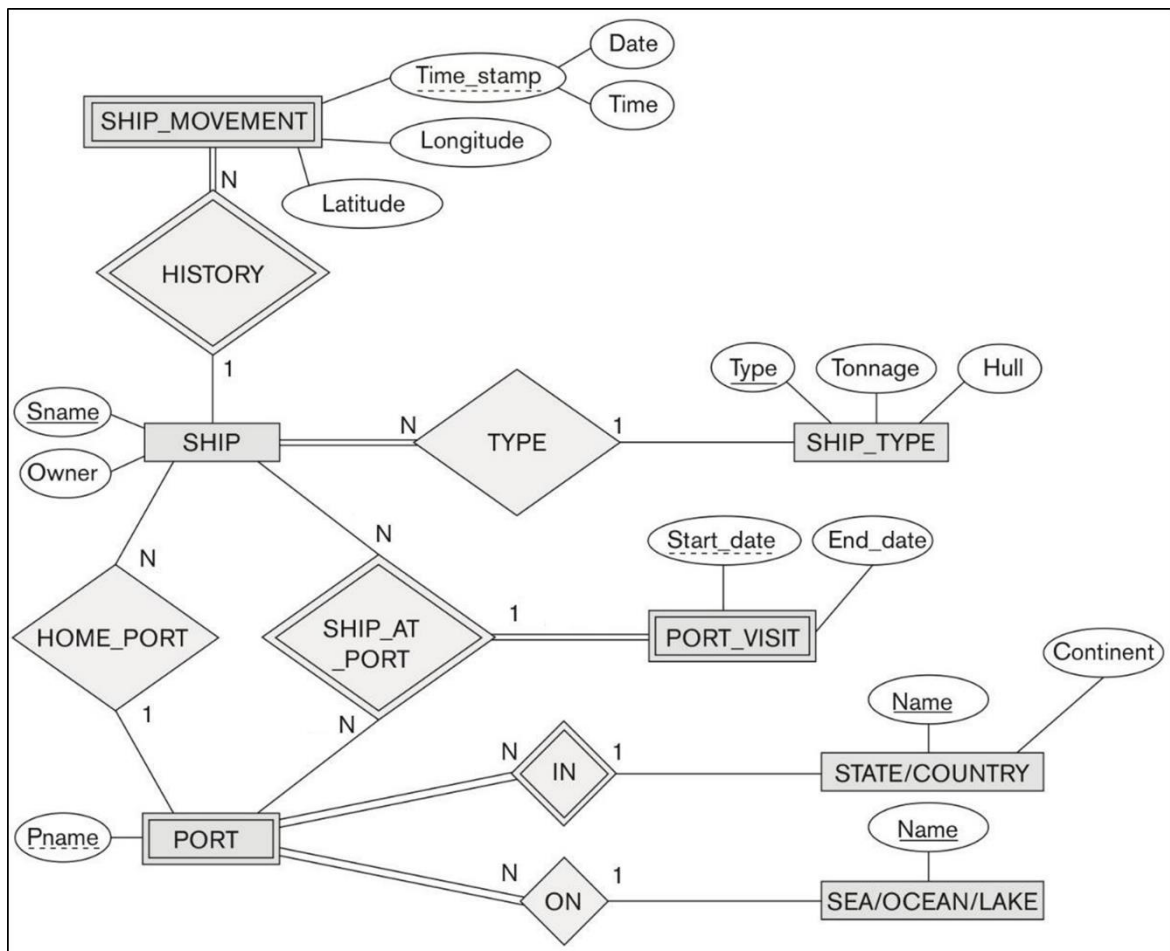 Date
Time_stamp
Time
SHIP_MOVEMENT
Longitude
N
Latitude
HISTORY
1
Type
Tonnage
Hull
Sname
N
1
SHIP
TYPE
SHIP_TYPE
Owner
N
N
Start_date
End_date
1
HOME_PORT
SHIP_AT
_PORT
PORT_VISIT
Continent
1
N
Name
N
1
IN
STATE/COUNTRY
Pname
PORT
Name
N
1
ON
SEA/OCEAN/LAKE